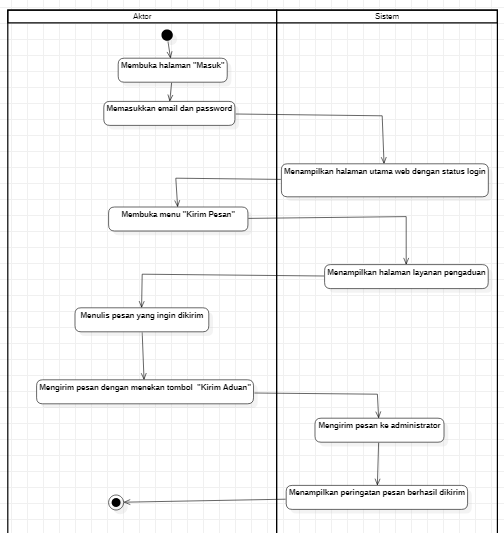 Aktor
Sistem
Membuka halaman "Masuk"
Memasukkan email dan password
Menampilkan halaman utama web dengan status login
Membuka menu "Kirim Pesan"
Menampilkan halaman layanan pengaduan
Menulis pesan yang ingin dikirim
Mengirim pesan dengan menekan tombol "Kirim Aduan"
Mengirim pesan ke administrator
Menampilkan peringatan pesan berhasil dikirim